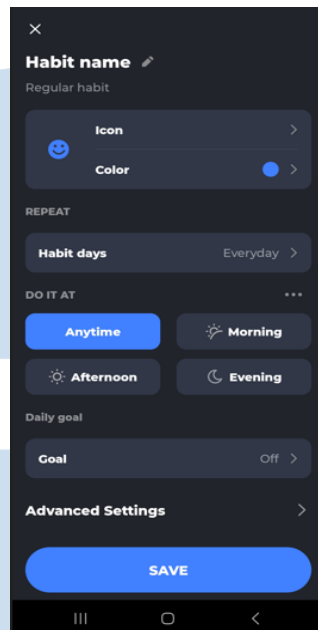 Habit name
Regular habit
Icon
Color
REPEAT
Habit days Everyday
DO IT AT
Anytime Morning
Afternoon Evening
Daily goal
Goal Off
Advanced Settings
SAVE